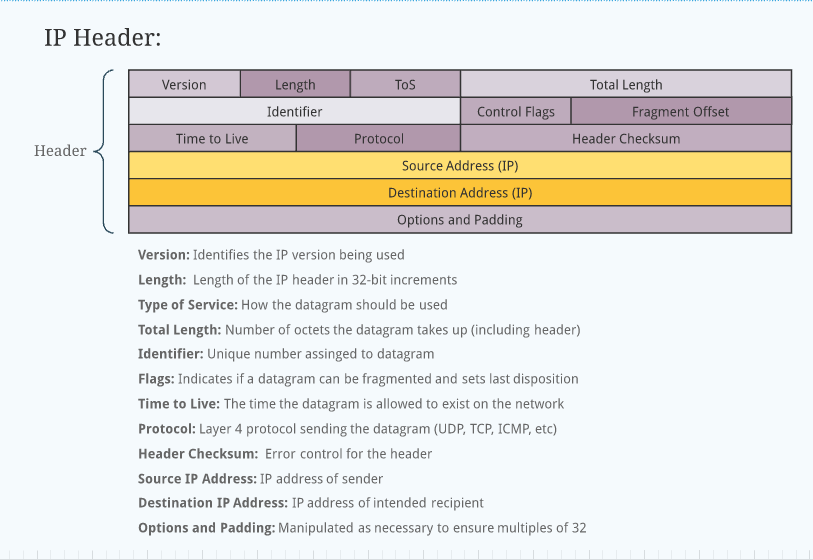 IP Header:
Version Length ToS Total Length
Identifier Control Flags Fragment Offset
Header
Time to Live Protocol Header Checksum
Source Address (IP)
Destination Address (IP)
Options and Padding
Version: Identifies the IP version being used
Length: Length of the IP header in 32-bit increments
Type of Service: How the datagram should be used
Total Length: Number of octets the datagram takes up (including header)
Identifier: Unique number assinged to datagram
Flags: Indicates if a datagram can be fragmented and sets last disposition
Time to Live: The time the datagram is allowed to exist on the network
Protocol: Layer 4 protocol sending the datagram (UDP, TCP, ICMP, etc)
Header Checksum: Error control for the header
Source IP Address: IP address of sender
Destination IP Address: IP address of intended recipient
Options and Padding: Manipulated as necessary to ensure multiples of 32